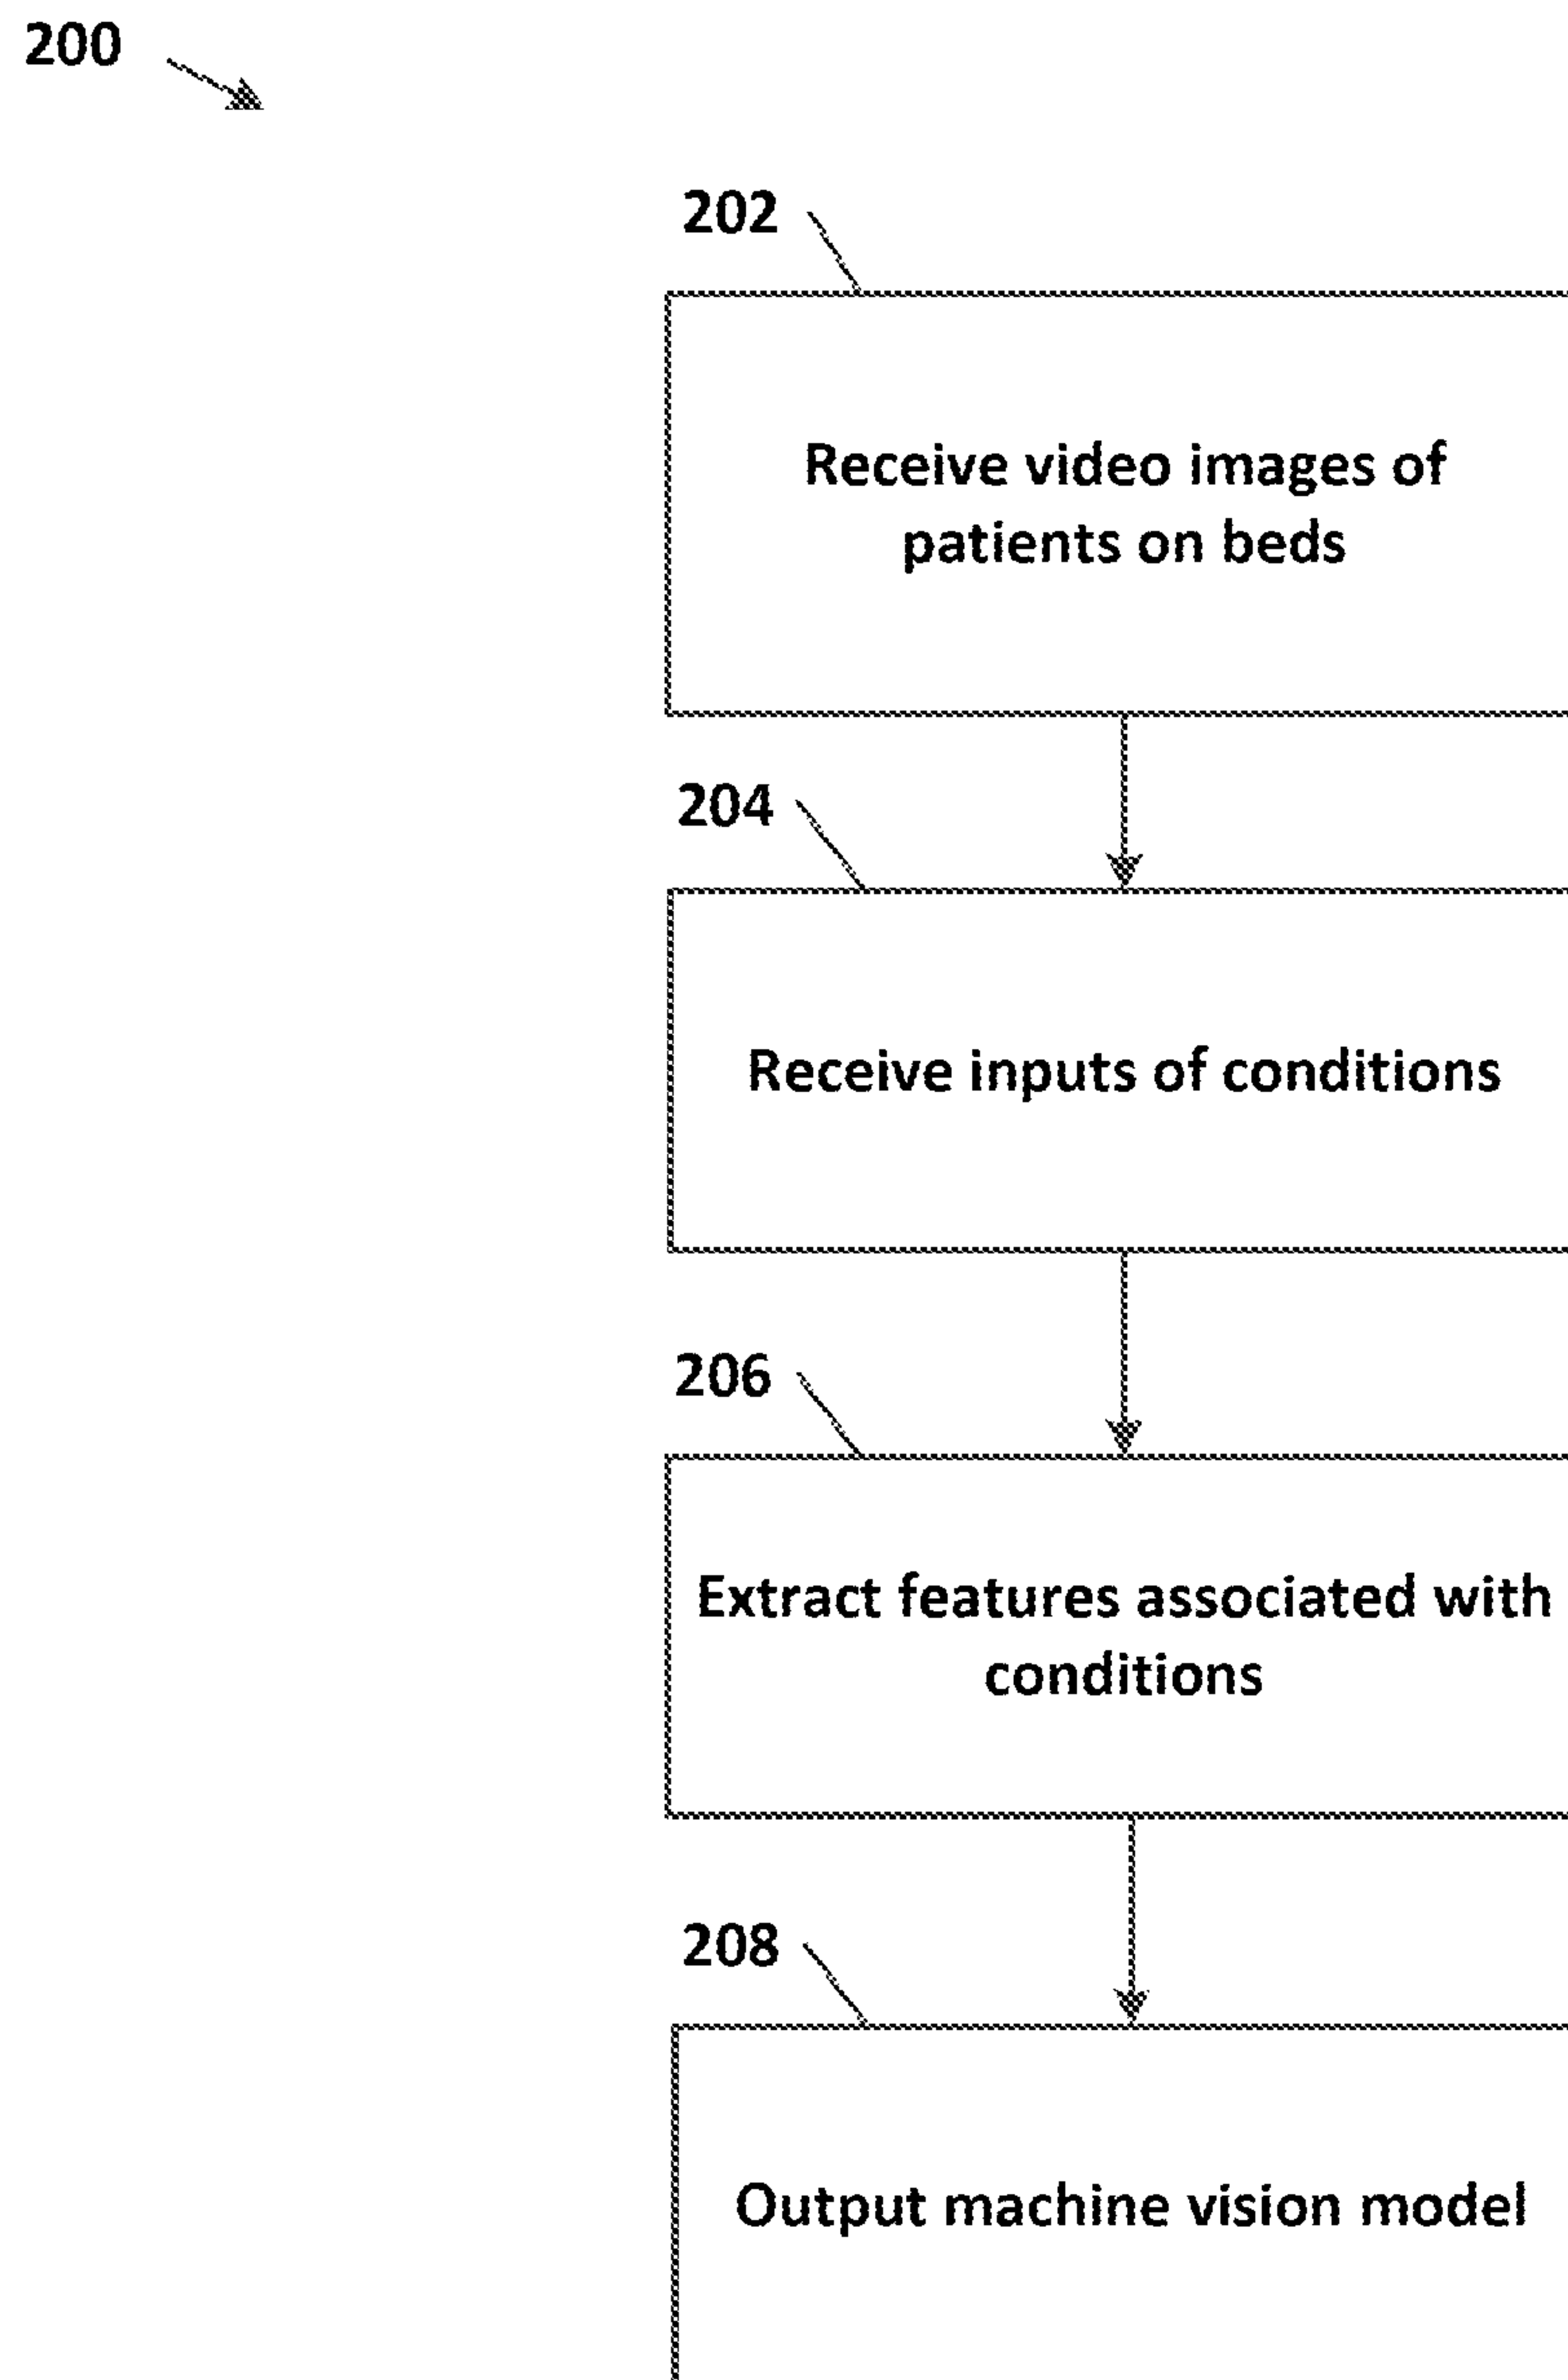 200
202
Receive video images of
patients on beds
204
Receive inputs of conditions
206
Extract features associated with
conditions
208
Output machine vision model